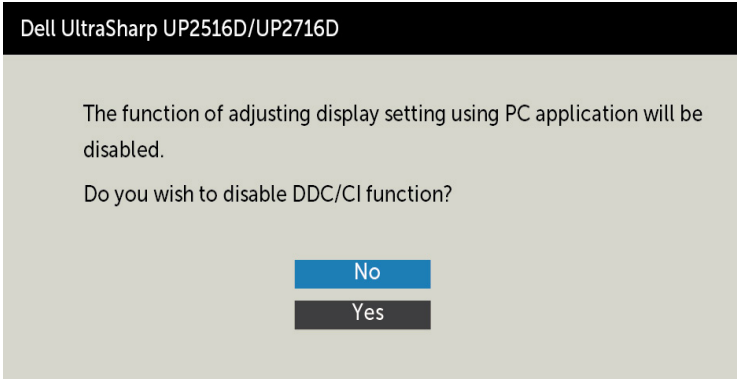 Dell UltraSharp UP2516D/UP2716D
The function of adjusting display setting using PC application will be
disabled.
Do you wish to disable DDC/CI function?
No
Yes